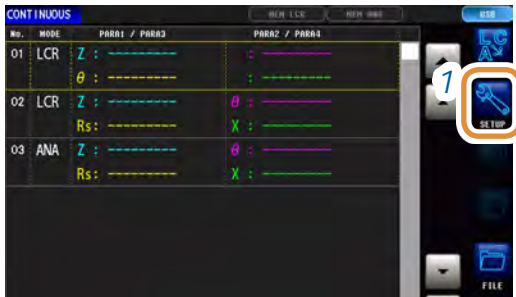 CONTINUOUS MEM LCR MEM ANA USB
No. MODE PARA1 / PARA3 PARA2 / PARA4
01 LCR Z : --------- : ---------
θ : --------- : ---------
02 LCR Z : --------- θ : ---------
Rs: --------- X : ---------
03 ANA Z : --------- θ : ---------
Rs: --------- X : ---------
LC
A
1
SETUP
FILE